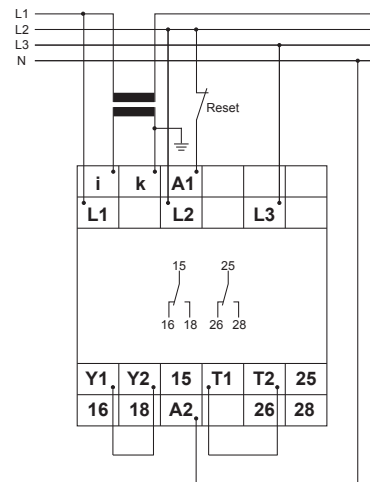 L1
L2
L3
N
Reset
i k A1
L1 L2 L3
15 25
16 18 26 28
Y1 Y2 15 T1 T2 25
16 18 A2 26 28